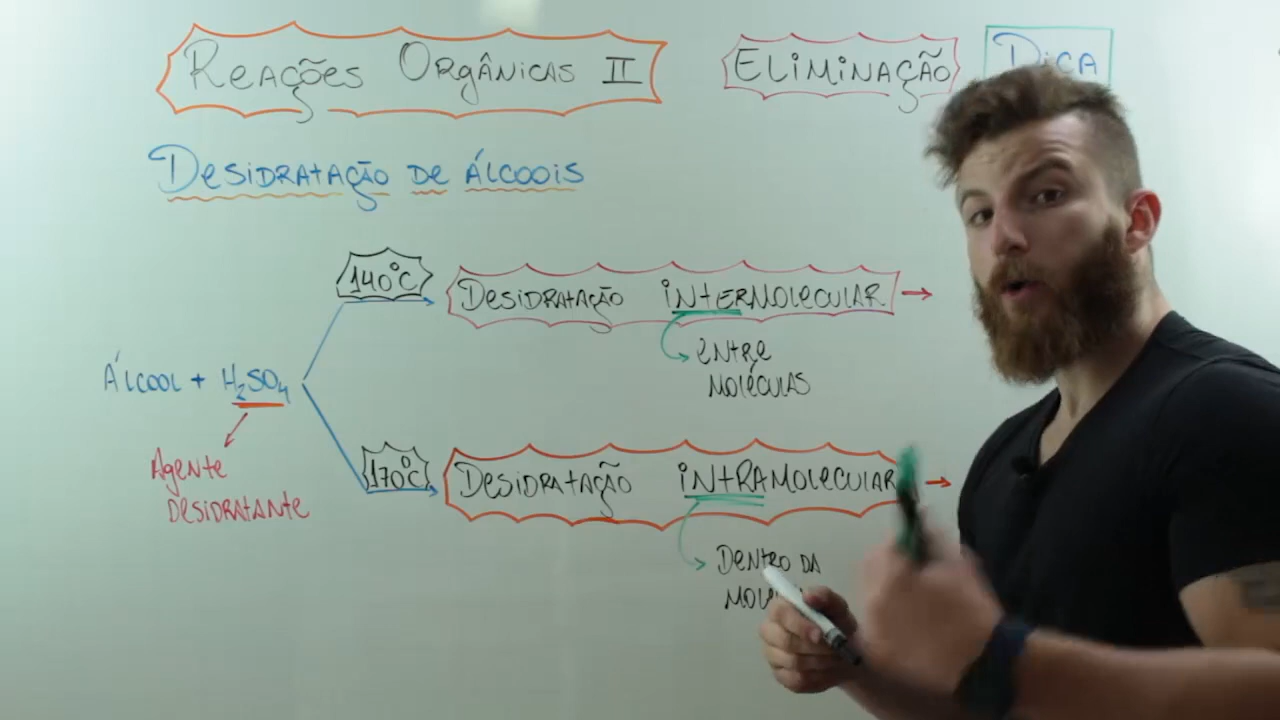 Reações Orgânicas II
Eliminação
Dica
Desidratação de Álcoois
140°C
Desidratação intermolecular
entre
moléculas
Álcool + H₂SO₄
Agente
desidratante
170°C
Desidratação intramolecular
Dentro da